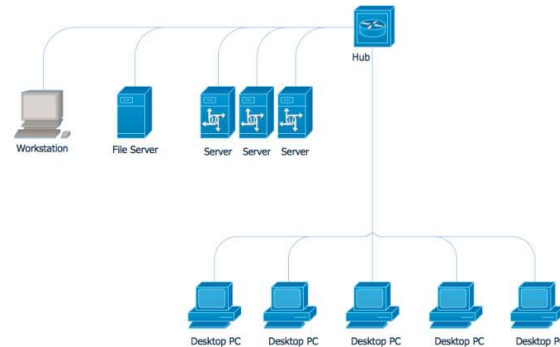 Hub
Workstation
File Server
Server
Server
Server
Desktop PC
Desktop PC
Desktop PC
Desktop PC
Desktop P